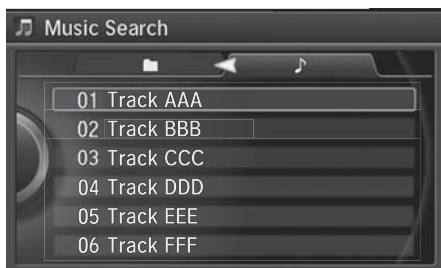 Music Search
01 Track AAA
02 Track BBB
03 Track CCC
04 Track DDD
05 Track EEE
06 Track FFF